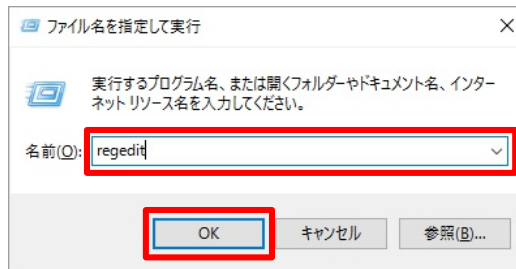 ファイル名を指定して実行
実行するプログラム名、または開くフォルダーやドキュメント名、インター
ネット リソース名を入力してください。
名前(O): regedit
OK キャンセル 参照(B)...